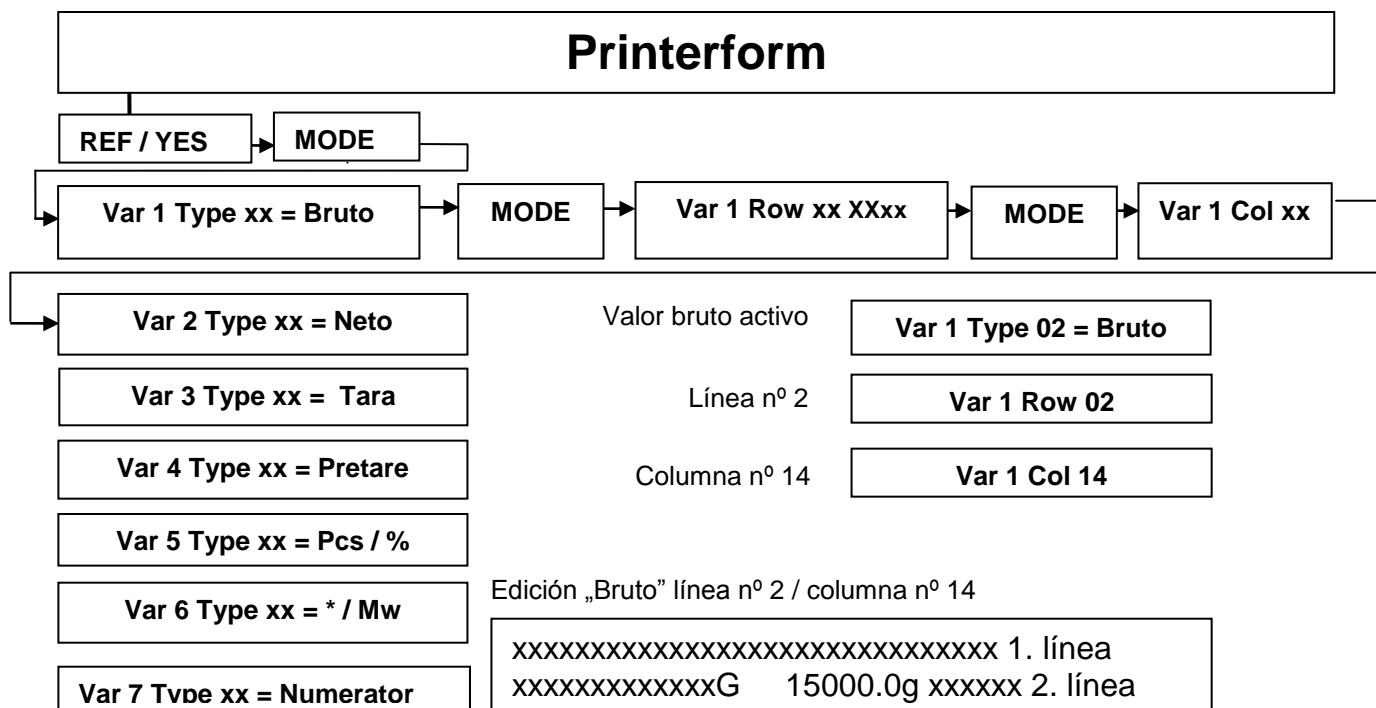 Printerform
REF / YES
MODE
Var 1 Type xx = Bruto
MODE
Var 1 Row xx XXxx
MODE
Var 1 Col xx
Var 2 Type xx = Neto
Valor bruto activo
Var 1 Type 02 = Bruto
Var 3 Type xx = Tara
Línea nº 2
Var 1 Row 02
Var 4 Type xx = Pretare
Columna nº 14
Var 1 Col 14
Var 5 Type xx = Pcs / %
Edición „Bruto” línea nº 2 / columna nº 14
Var 6 Type xx = * / Mw
xxxxxxxxxxxxxxxxxxxxxxxxxxxxxxx 1. línea
xxxxxxxxxxxxxG 15000.0g xxxxxx 2. línea
Var 7 Type xx = Numerator